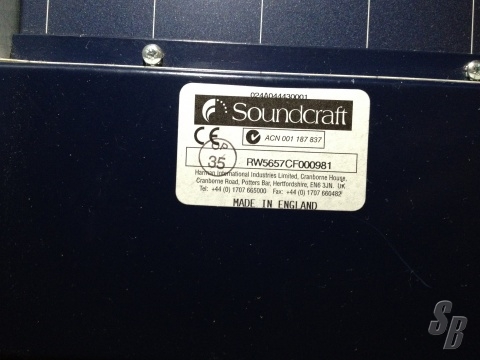 024A044430001
Soundcraft
CE
ACN 001 187 837
35
RW5657CF000981
Harman International Industries Limited, Cranborne House,
Cranborne Road, Potters Bar, Hertfordshire, EN6 3JN. UK
Tel: +44 (0) 1707 665000 Fax: +44 (0) 1707 660482
MADE IN ENGLAND
SB